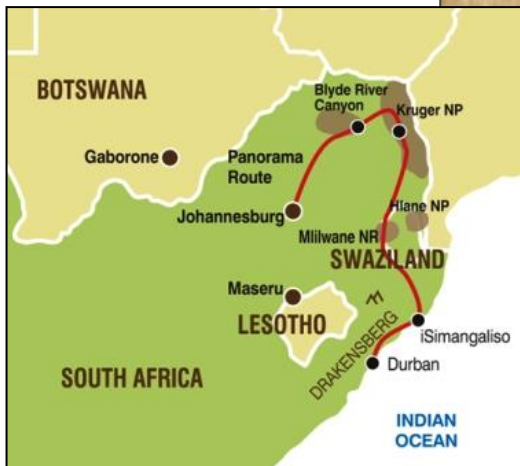 BOTSWANA
Gaborone
Blyde River
Canyon
Kruger NP
Panorama
Route
Johannesburg
Hlane NP
Mlilwane NR
SWAZILAND
Maseru
LESOTHO
DRAKENSBERG
iSimangaliso
Durban
SOUTH AFRICA
INDIAN
OCEAN